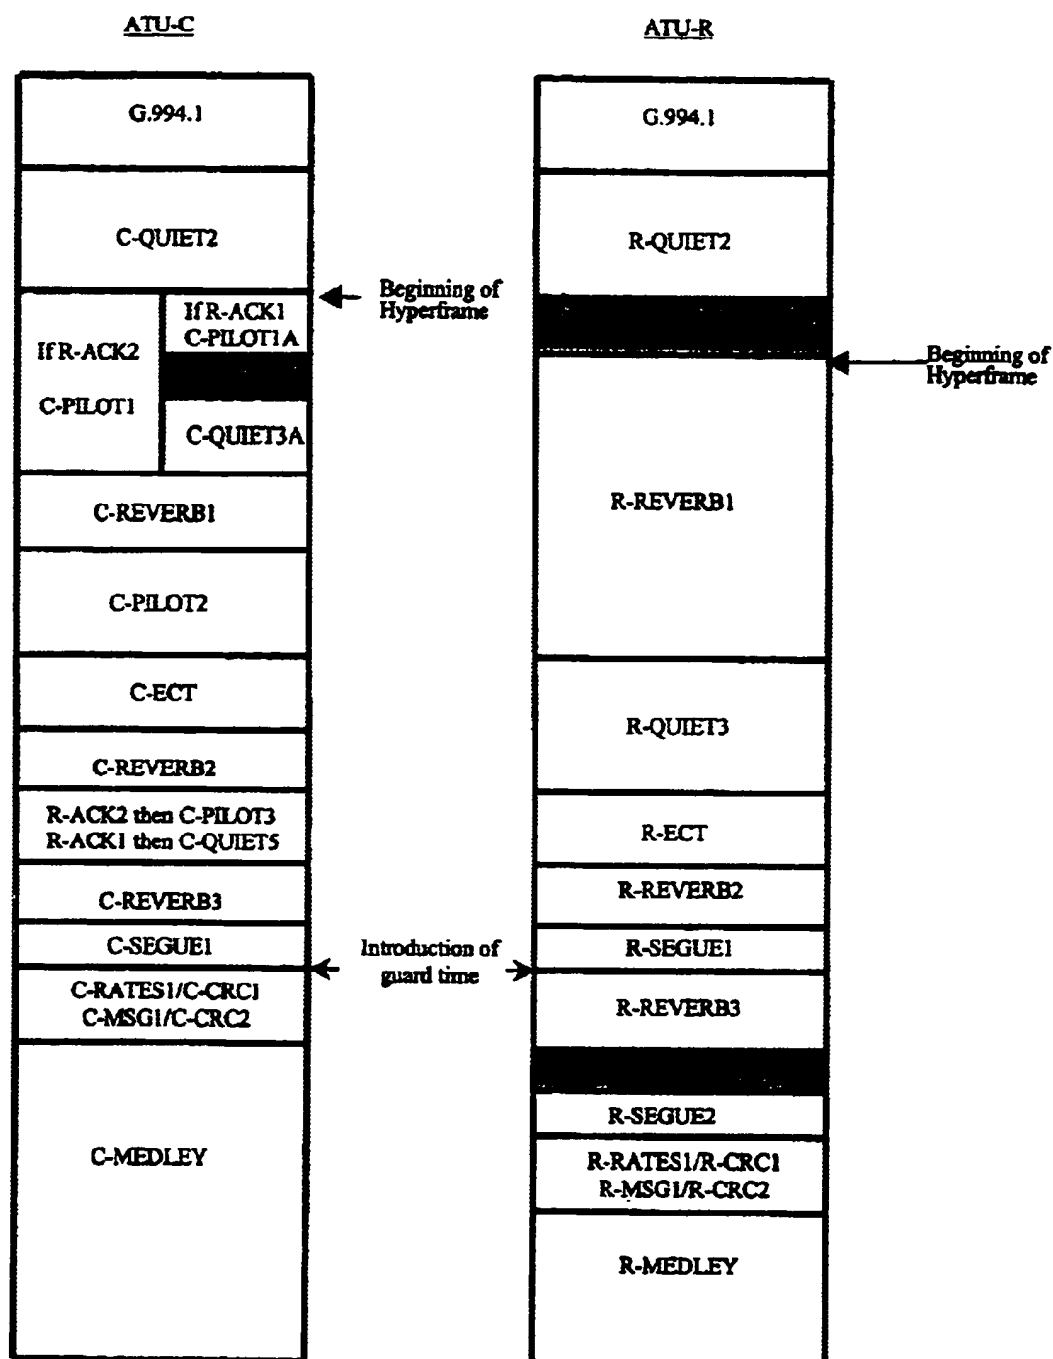 ATU-C
G.994.1
C-QUIET2
If R-ACK2
C-PILOT1
If R-ACK1
C-PILOT1A
C-QUIET3A
C-REVERB1
C-PILOT2
C-ECT
C-REVERB2
R-ACK2 then C-PILOT3
R-ACK1 then C-QUIET5
C-REVERB3
C-SEGUE1
C-RATES1/C-CRC1
C-MSG1/C-CRC2
C-MEDLEY
Beginning of
Hyperframe
Introduction of
guard time
ATU-R
G.994.1
R-QUIET2
R-REVERB1
R-QUIET3
R-ECT
R-REVERB2
R-SEGUE1
R-REVERB3
R-SEGUE2
R-RATES1/R-CRC1
R-MSG1/R-CRC2
R-MEDLEY
Beginning of
Hyperframe